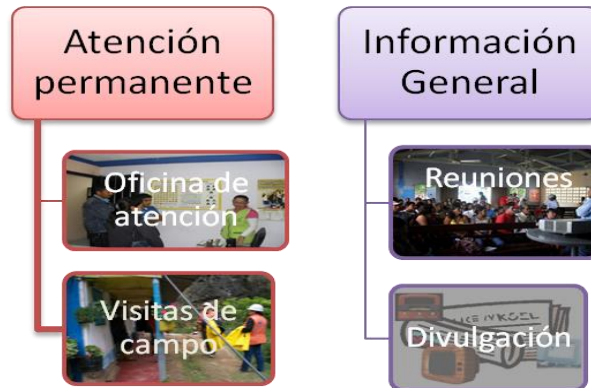 Atención
permanente
Oficina de
atención
Visitas de
campo
Información
General
Reuniones
Divulgación